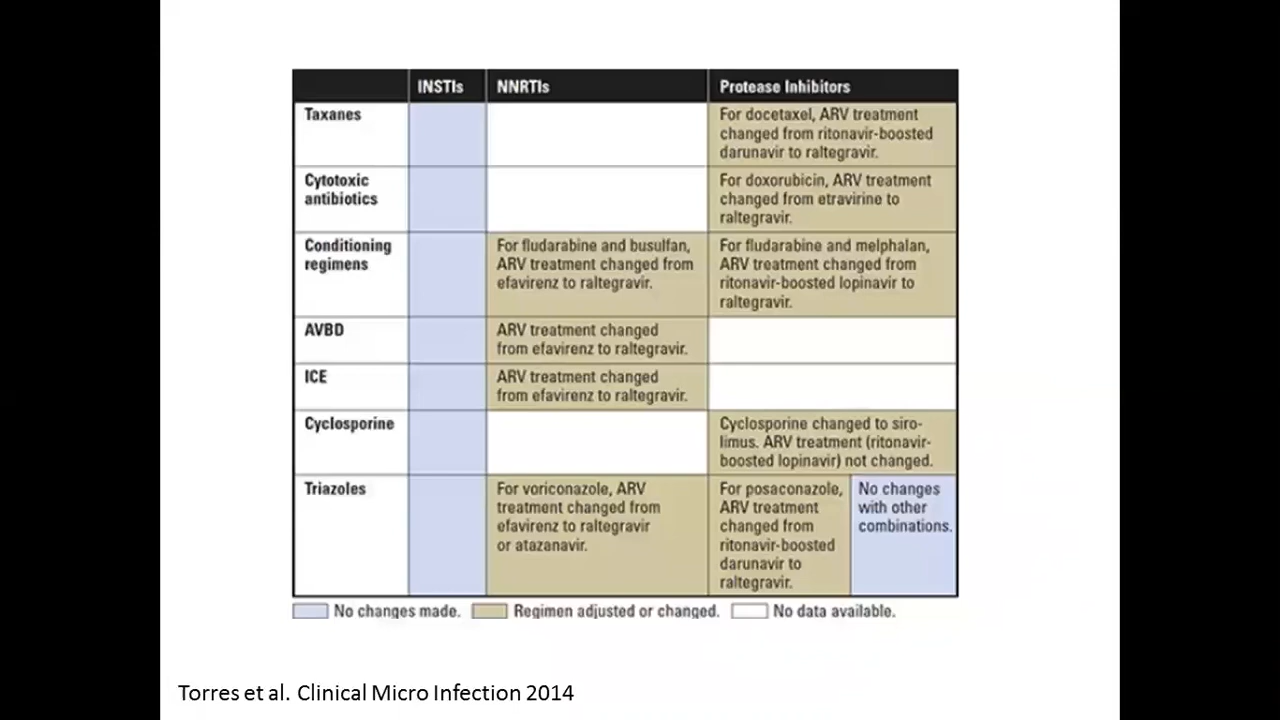 INSTIs NNRTIs Protease Inhibitors
Taxanes
For docetaxel, ARV treatment
changed from ritonavir-boosted
darunavir to raltegravir.
Cytotoxic
antibiotics
For doxorubicin, ARV treatment
changed from etravirine to
raltegravir.
Conditioning
regimens
For fludarabine and busulfan,
ARV treatment changed from
efavirenz to raltegravir.
For fludarabine and melphalan,
ARV treatment changed from
ritonavir-boosted lopinavir to
raltegravir.
AVBD
ARV treatment changed
from efavirenz to raltegravir.
ICE
ARV treatment changed
from efavirenz to raltegravir.
Cyclosporine
Cyclosporine changed to siro-
limus. ARV treatment (ritonavir-
boosted lopinavir) not changed.
Triazoles
For voriconazole, ARV
treatment changed from
efavirenz to raltegravir
or atazanavir.
For posaconazole,
ARV treatment
changed from
ritonavir-boosted
darunavir to
raltegravir.
No changes
with other
combinations.
No changes made. Regimen adjusted or changed. No data available.
Torres et al. Clinical Micro Infection 2014